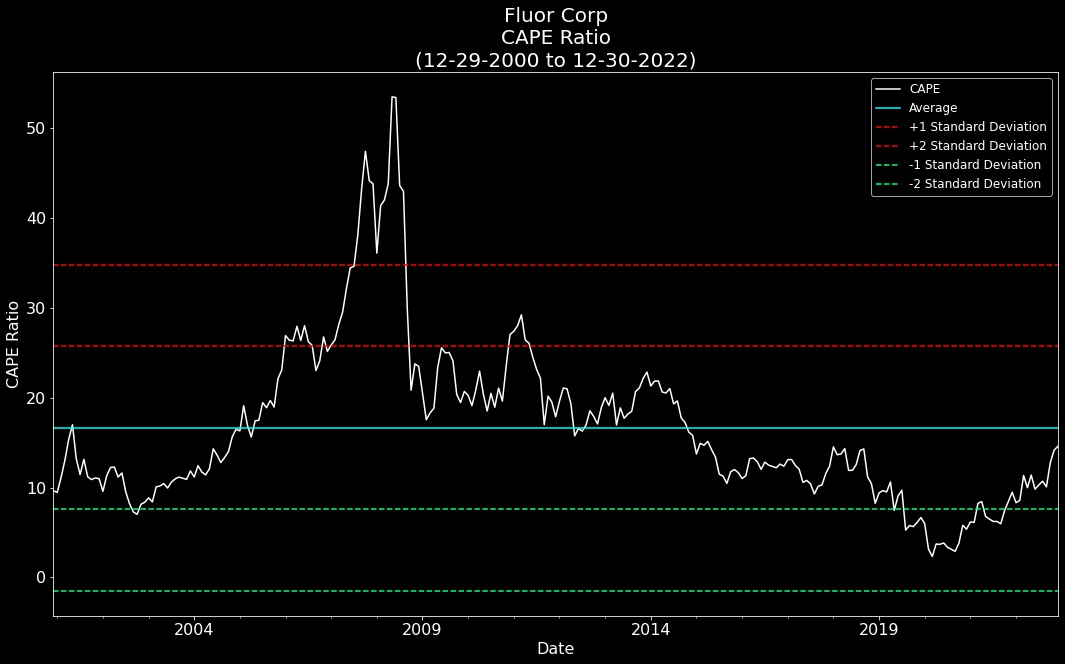 Fluor Corp
CAPE Ratio
(12-29-2000 to 12-30-2022)
CAPE
Average
+1 Standard Deviation
+2 Standard Deviation
-1 Standard Deviation
-2 Standard Deviation
CAPE Ratio
50
40
30
20
10
0
2004
2009
2014
2019
Date